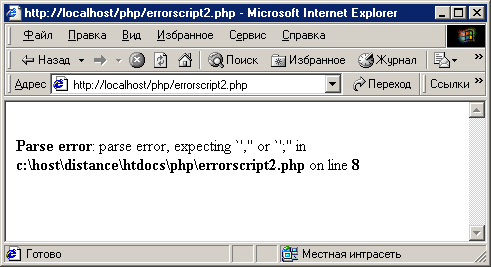 http://localhost/php/errorscript2.php - Microsoft Internet Explorer
Файл Правка Вид Избранное Сервис Справка
Назад Поиск Избранное Журнал
Адрес http://localhost/php/errorscript2.php Переход Ссылки
Parse error: parse error, expecting `','' or `';'' in
c:\host\distance\htdocs\php\errorscript2.php on line 8
Готово Местная интрасеть